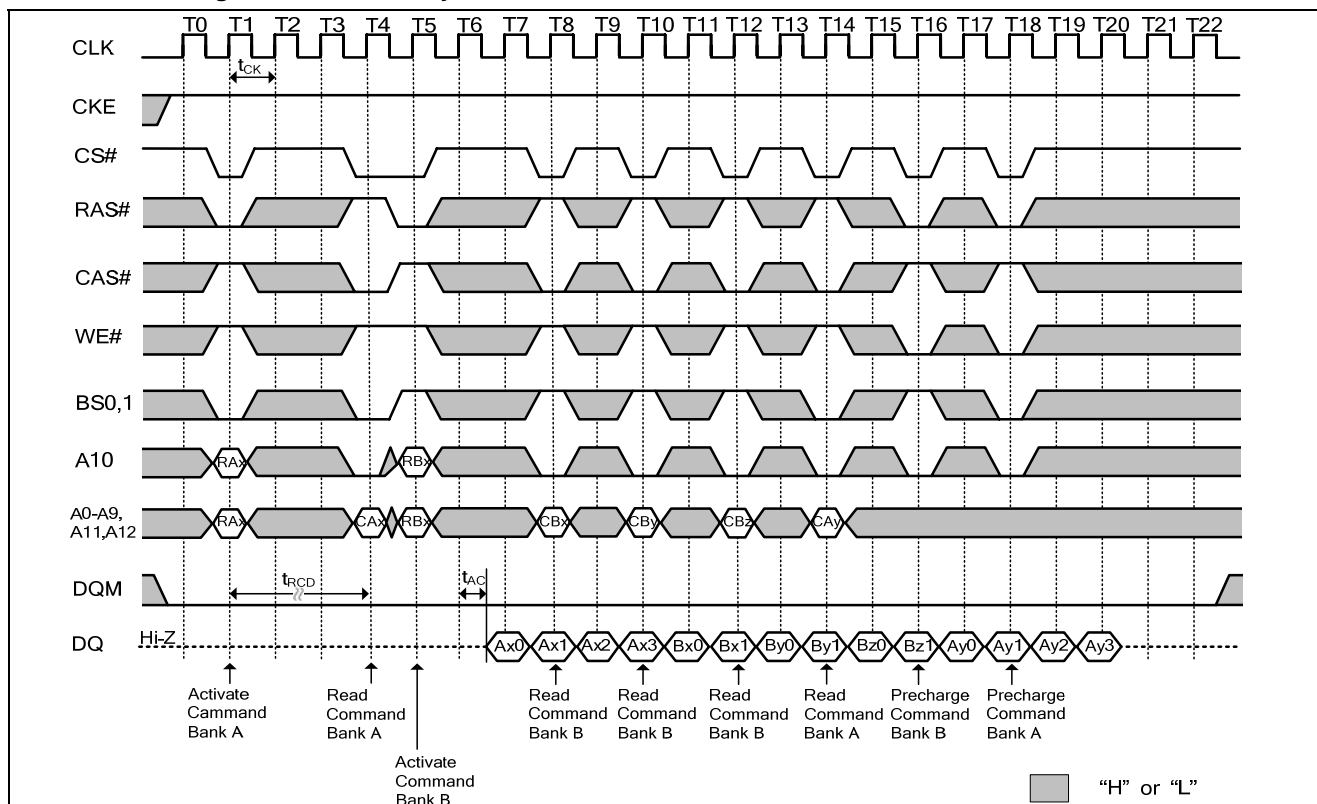 T0 T1 T2 T3 T4 T5 T6 T7 T8 T9 T10 T11 T12 T13 T14 T15 T16 T17 T18 T19 T20 T21 T22
CLK
tCK
CKE
CS#
RAS#
CAS#
WE#
BS0,1
A10
RAx RBx
A0-A9,
A11,A12
RAx CAx RBx CBx CBy CBz CAy
DQM
tRCD
tAC
DQ
Hi-Z
Ax0 Ax1 Ax2 Ax3 Bx0 Bx1 By0 By1 Bz0 Bz1 Ay0 Ay1 Ay2 Ay3
Activate
Cammand
Bank A
Read
Command
Bank A
Activate
Command
Bank B
Read
Command
Bank B
Read
Command
Bank B
Read
Command
Bank B
Read
Command
Bank A
Precharge
Command
Bank B
Precharge
Command
Bank A
"H" or "L"